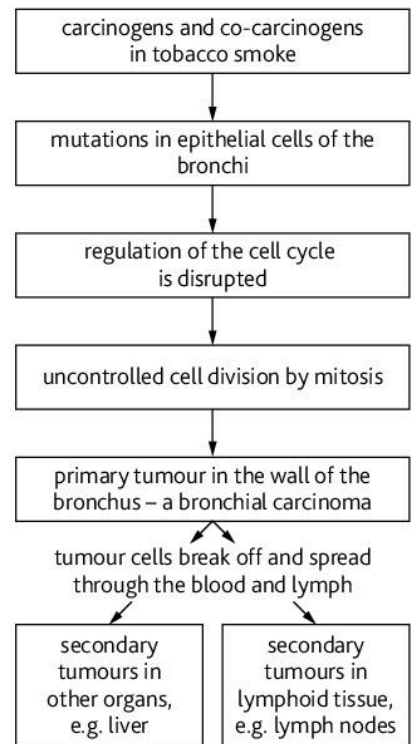 carcinogens and co-carcinogens
in tobacco smoke
mutations in epithelial cells of the
bronchi
regulation of the cell cycle
is disrupted
uncontrolled cell division by mitosis
primary tumour in the wall of the
bronchus – a bronchial carcinoma
tumour cells break off and spread
through the blood and lymph
secondary
tumours in
other organs,
e.g. liver
secondary
tumours in
lymphoid tissue,
e.g. lymph nodes